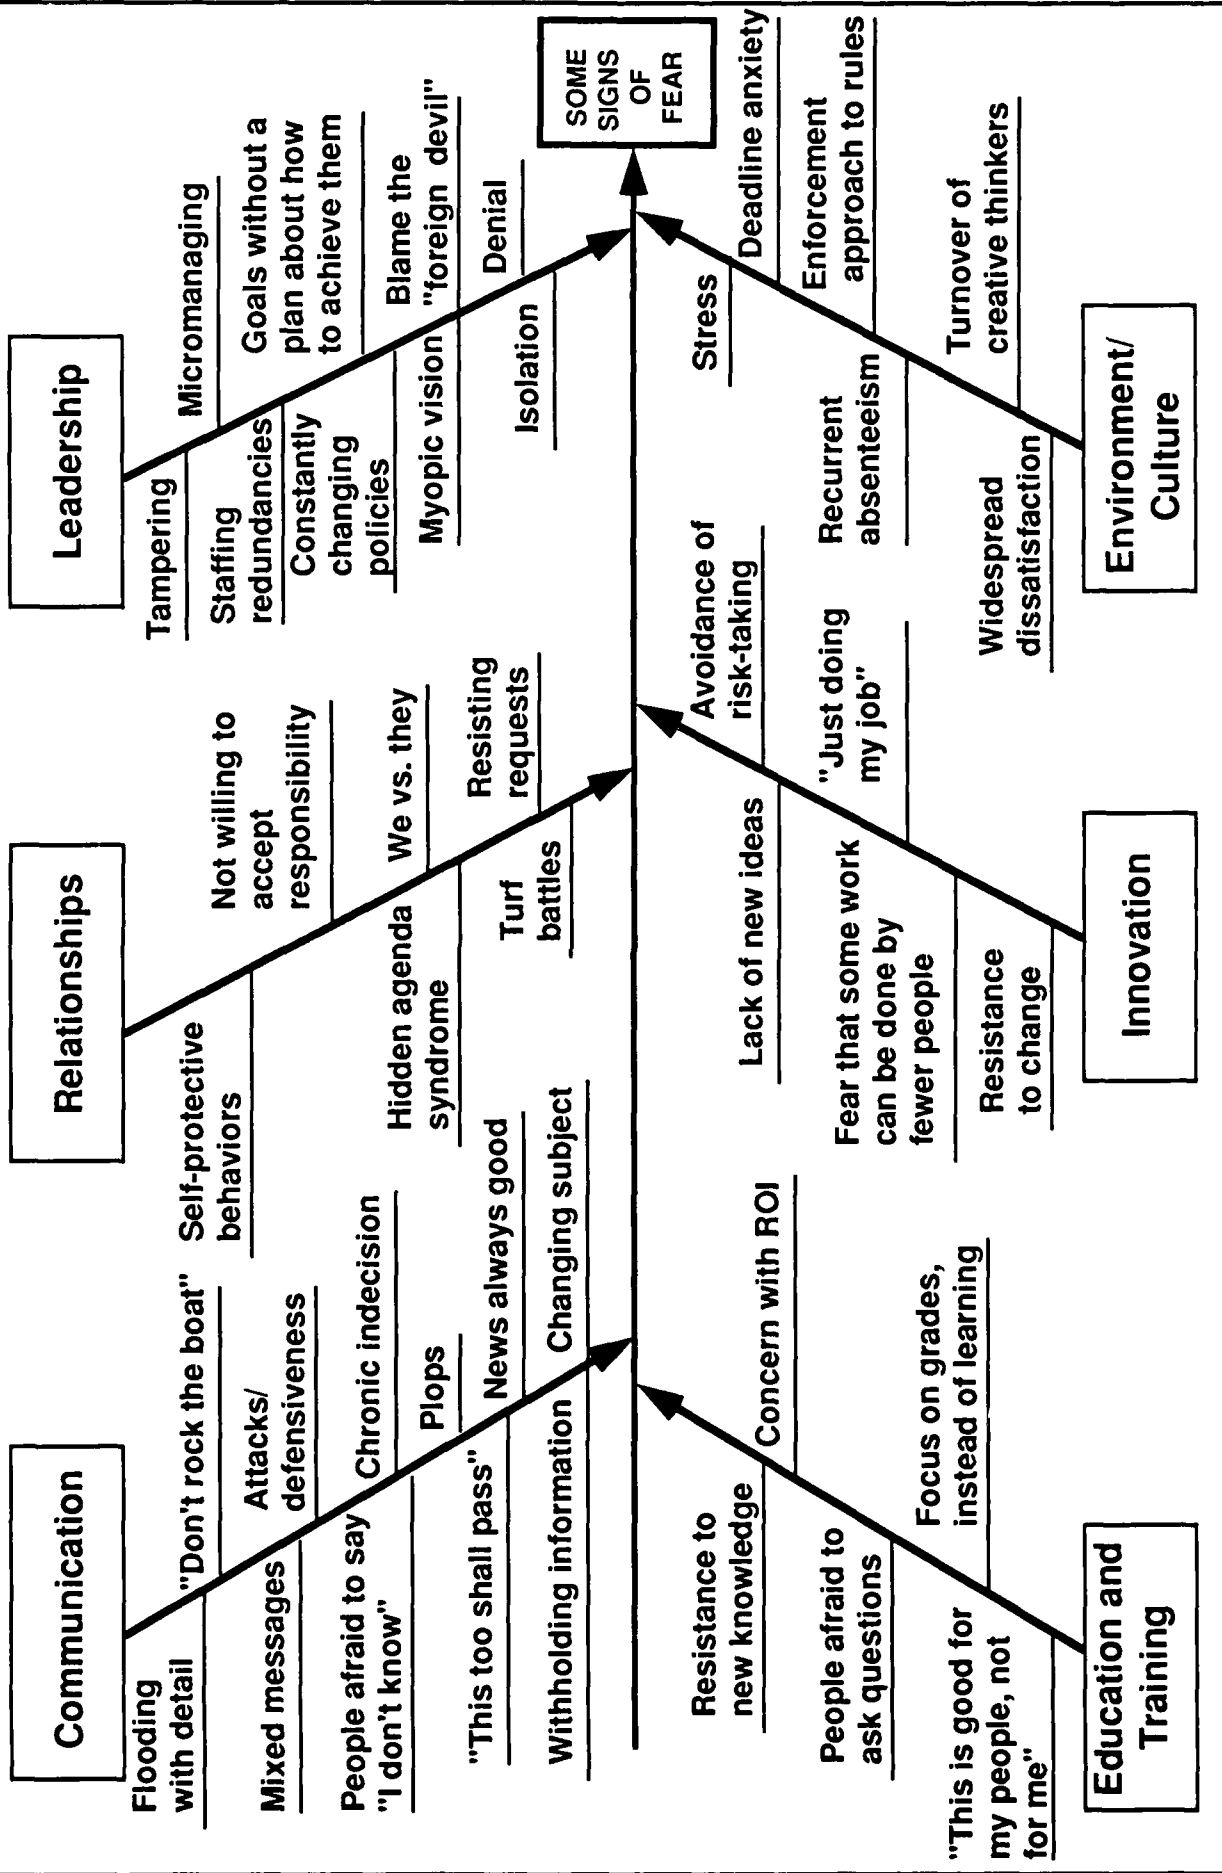 Communication
Flooding
with detail
"Don't rock the boat"
Mixed messages
Attacks/
defensiveness
People afraid to say
"I don't know"
Chronic indecision
Plops
"This too shall pass"
News always good
Withholding information
Changing subject
Relationships
Self-protective
behaviors
Not willing to
accept
responsibility
Hidden agenda
syndrome
We vs. they
Turf
battles
Resisting
requests
Leadership
Tampering
Micromanaging
Staffing
redundancies
Goals without a
plan about how
to achieve them
Constantly
changing
policies
Blame the
"foreign devil"
Myopic vision
Denial
Isolation
SOME
SIGNS
OF
FEAR
Resistance to
new knowledge
Concern with ROI
People afraid to
ask questions
Focus on grades,
instead of learning
"This is good for
my people, not
for me"
Education and
Training
Avoidance of
risk-taking
Lack of new ideas
"Just doing
my job"
Fear that some work
can be done by
fewer people
Resistance
to change
Innovation
Stress
Deadline anxiety
Enforcement
approach to rules
Recurrent
absenteeism
Turnover of
creative thinkers
Widespread
dissatisfaction
Environment/
Culture